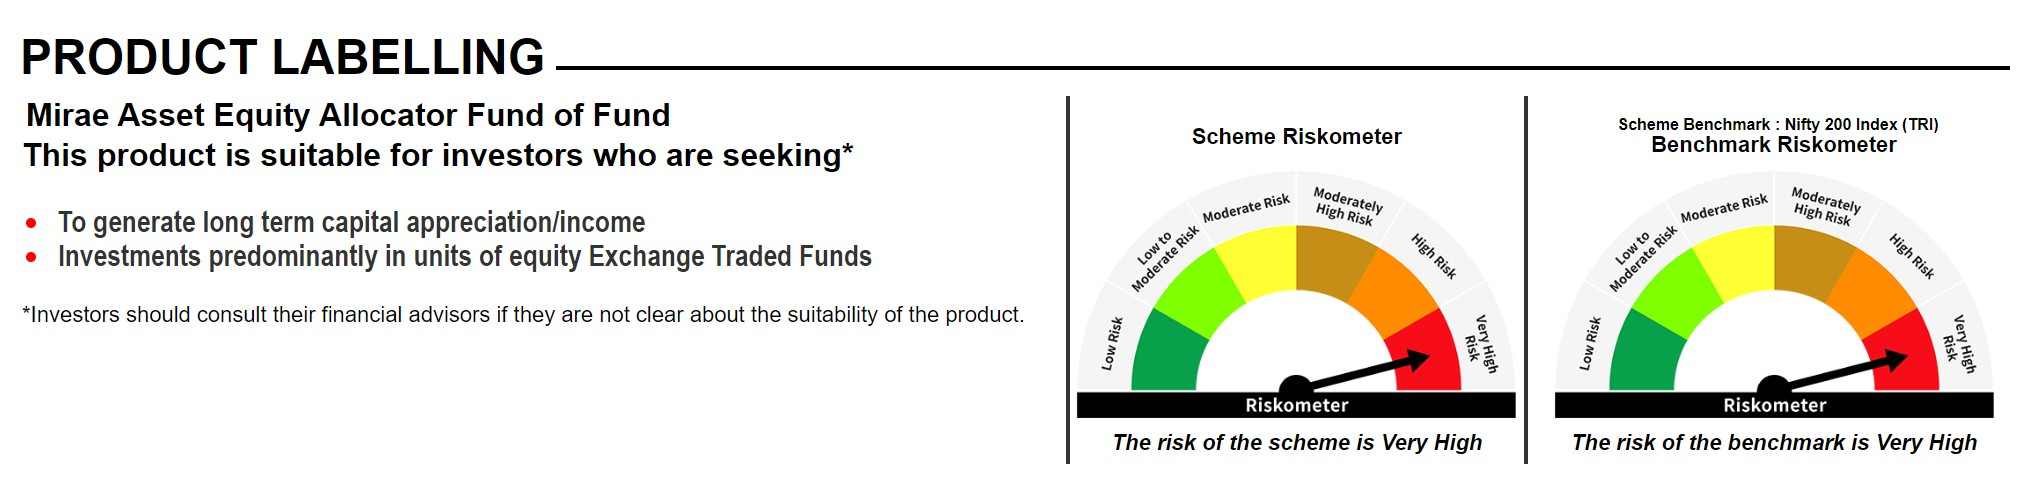 PRODUCT LABELLING
Mirae Asset Equity Allocator Fund of Fund
This product is suitable for investors who are seeking*
• To generate long term capital appreciation/income
• Investments predominantly in units of equity Exchange Traded Funds
*Investors should consult their financial advisors if they are not clear about the suitability of the product.
Scheme Riskometer
Low Risk
Low to
Moderate Risk
Moderate Risk
Moderately
High Risk
High Risk
Very High
Risk
Riskometer
The risk of the scheme is Very High
Scheme Benchmark : Nifty 200 Index (TRI)
Benchmark Riskometer
Low Risk
Low to
Moderate Risk
Moderate Risk
Moderately
High Risk
High Risk
Very High
Risk
Riskometer
The risk of the benchmark is Very High